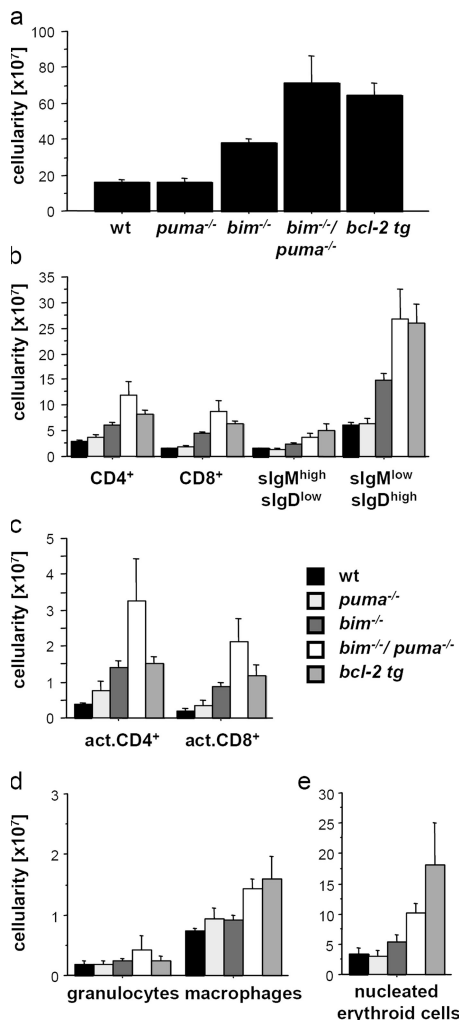 a
cellularity [x10⁷]
100
80
60
40
20
0
wt puma-/- bim-/- bim-/-/ bcl-2 tg
puma-/-
b
cellularity [x10⁷]
35
30
25
20
15
10
5
0
CD4⁺ CD8⁺ sIgMhigh sIgMlow
sIgDlow sIgDhigh
c
cellularity [x10⁷]
5
4
3
2
1
0
act.CD4⁺ act.CD8⁺
wt
puma-/-
bim-/-
bim-/-/ puma-/-
bcl-2 tg
d
cellularity [x10⁷]
3
2
1
0
granulocytes macrophages
e
30
25
20
15
10
5
0
nucleated
erythroid cells